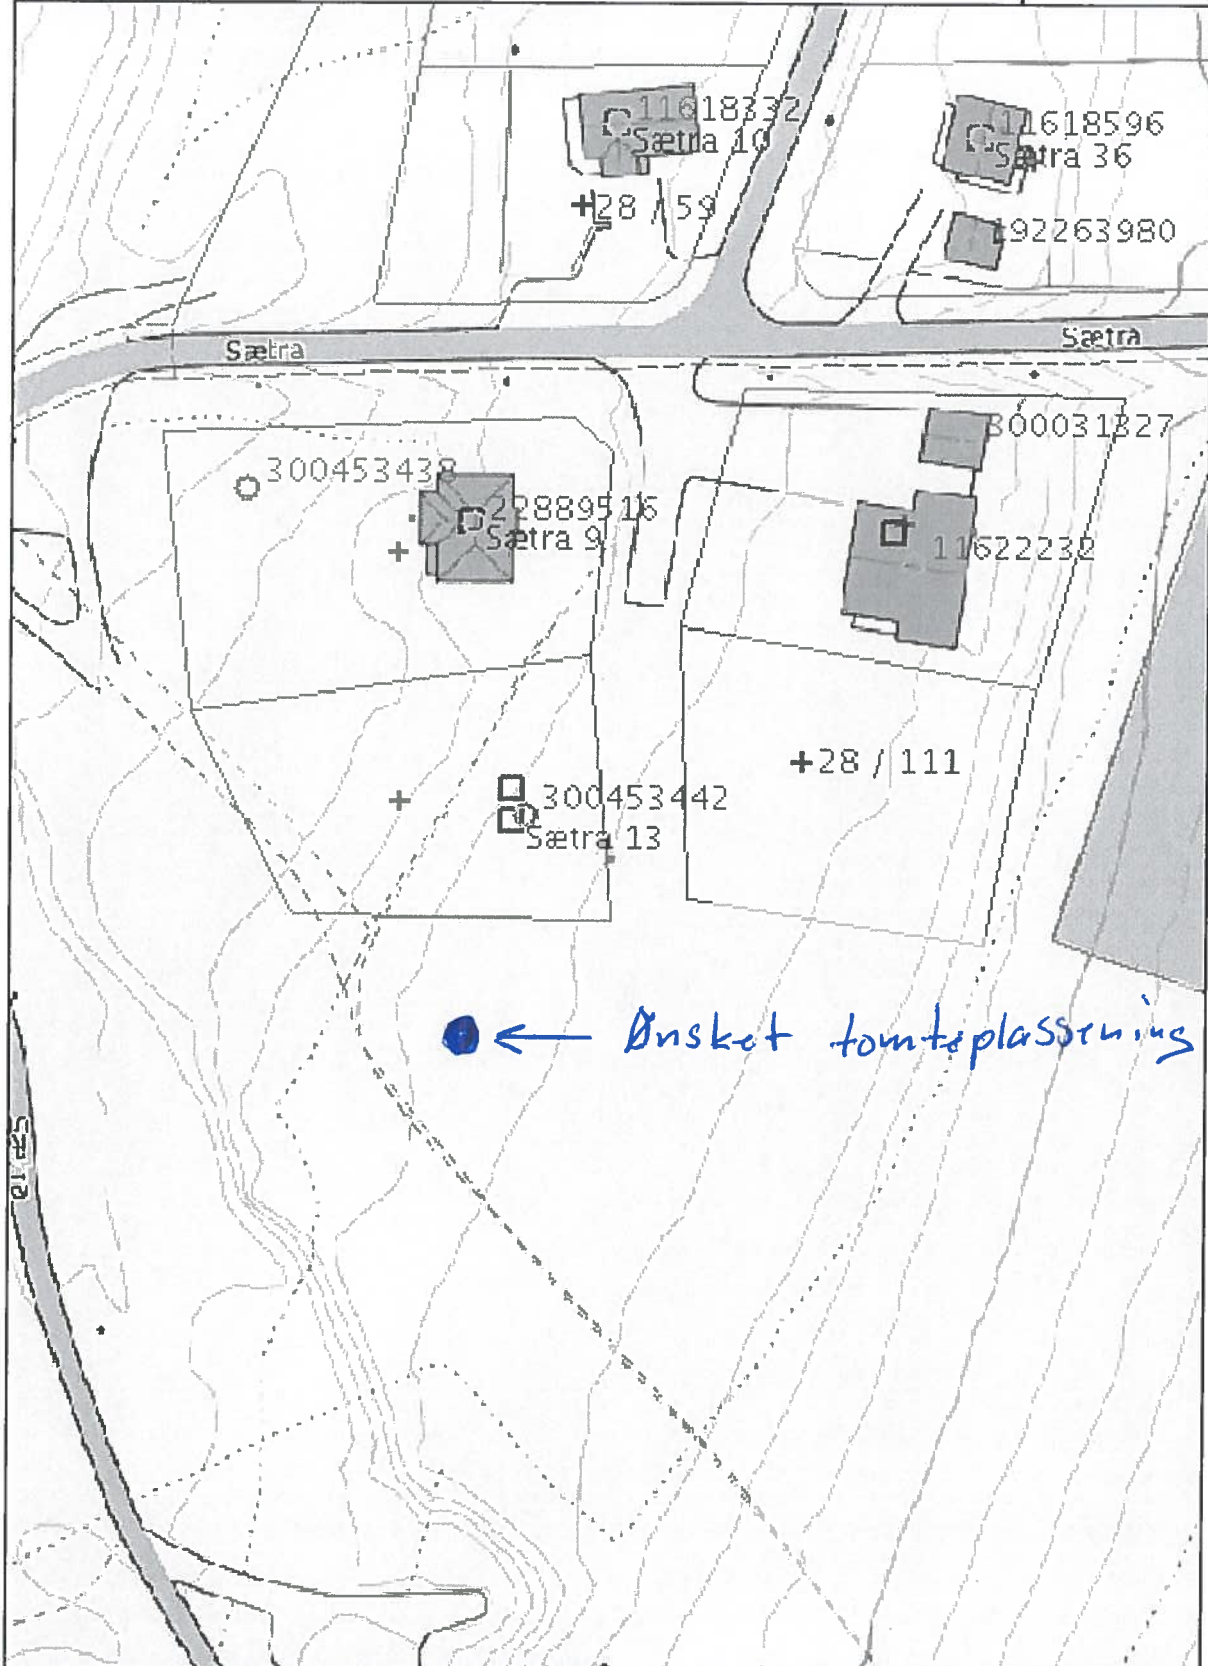 11618332
Sætra 10
11618596
Sætra 36
28 / 59
192263980
Sætra
Sætra
300031327
300453438
22889516
Sætra 9
11622232
28 / 111
300453442
Sætra 13
Ønsket tomteplassering